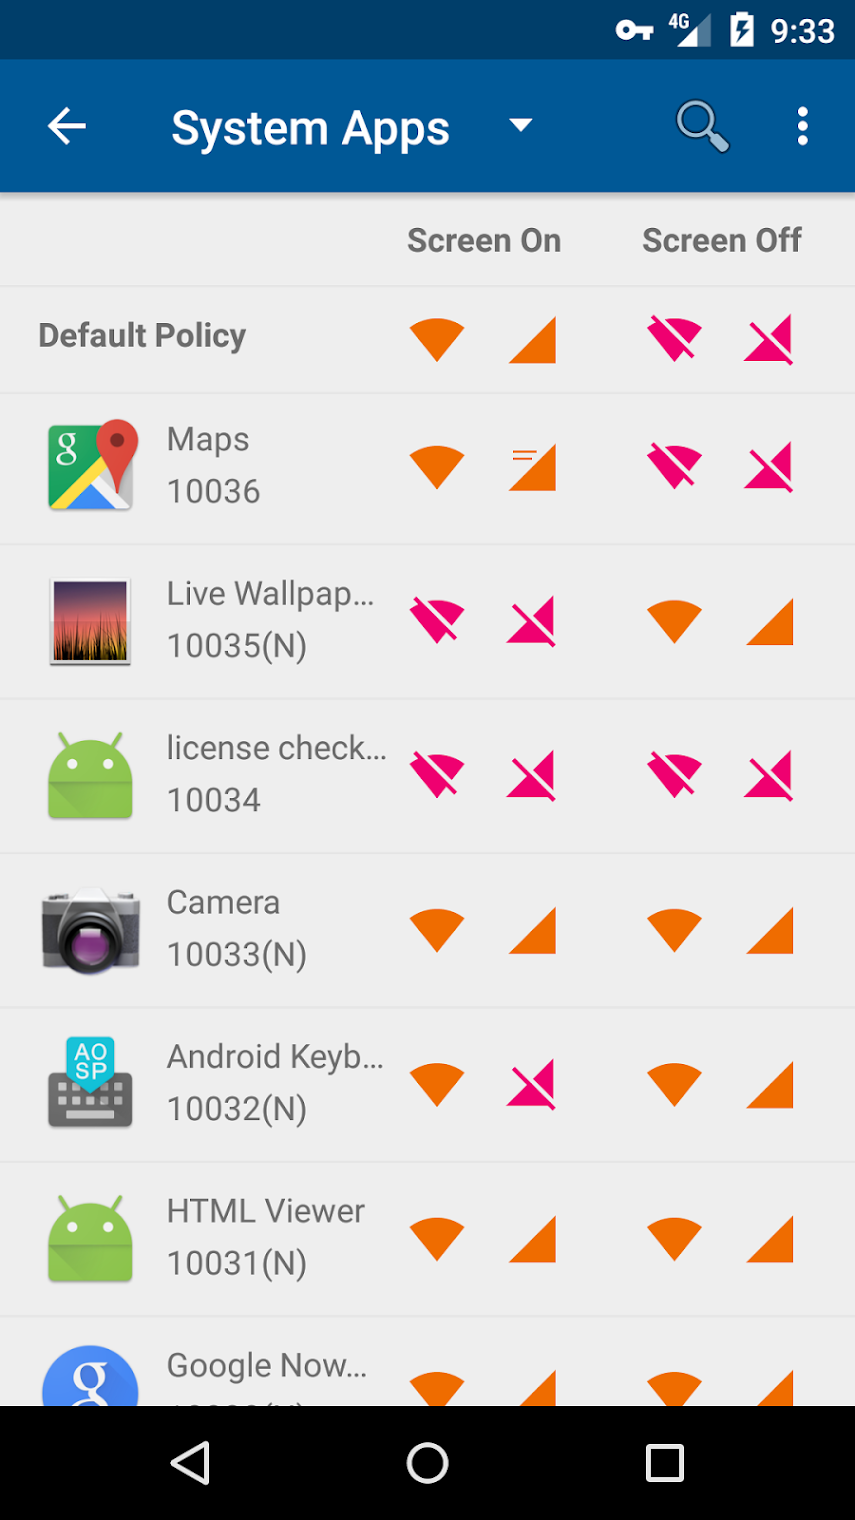 4G 9:33
System Apps
Screen On Screen Off
Default Policy
g
Maps
10036
Live Wallpap...
10035(N)
license check...
10034
Camera
10033(N)
AO
SP
Android Keyb...
10032(N)
HTML Viewer
10031(N)
g
Google Now...